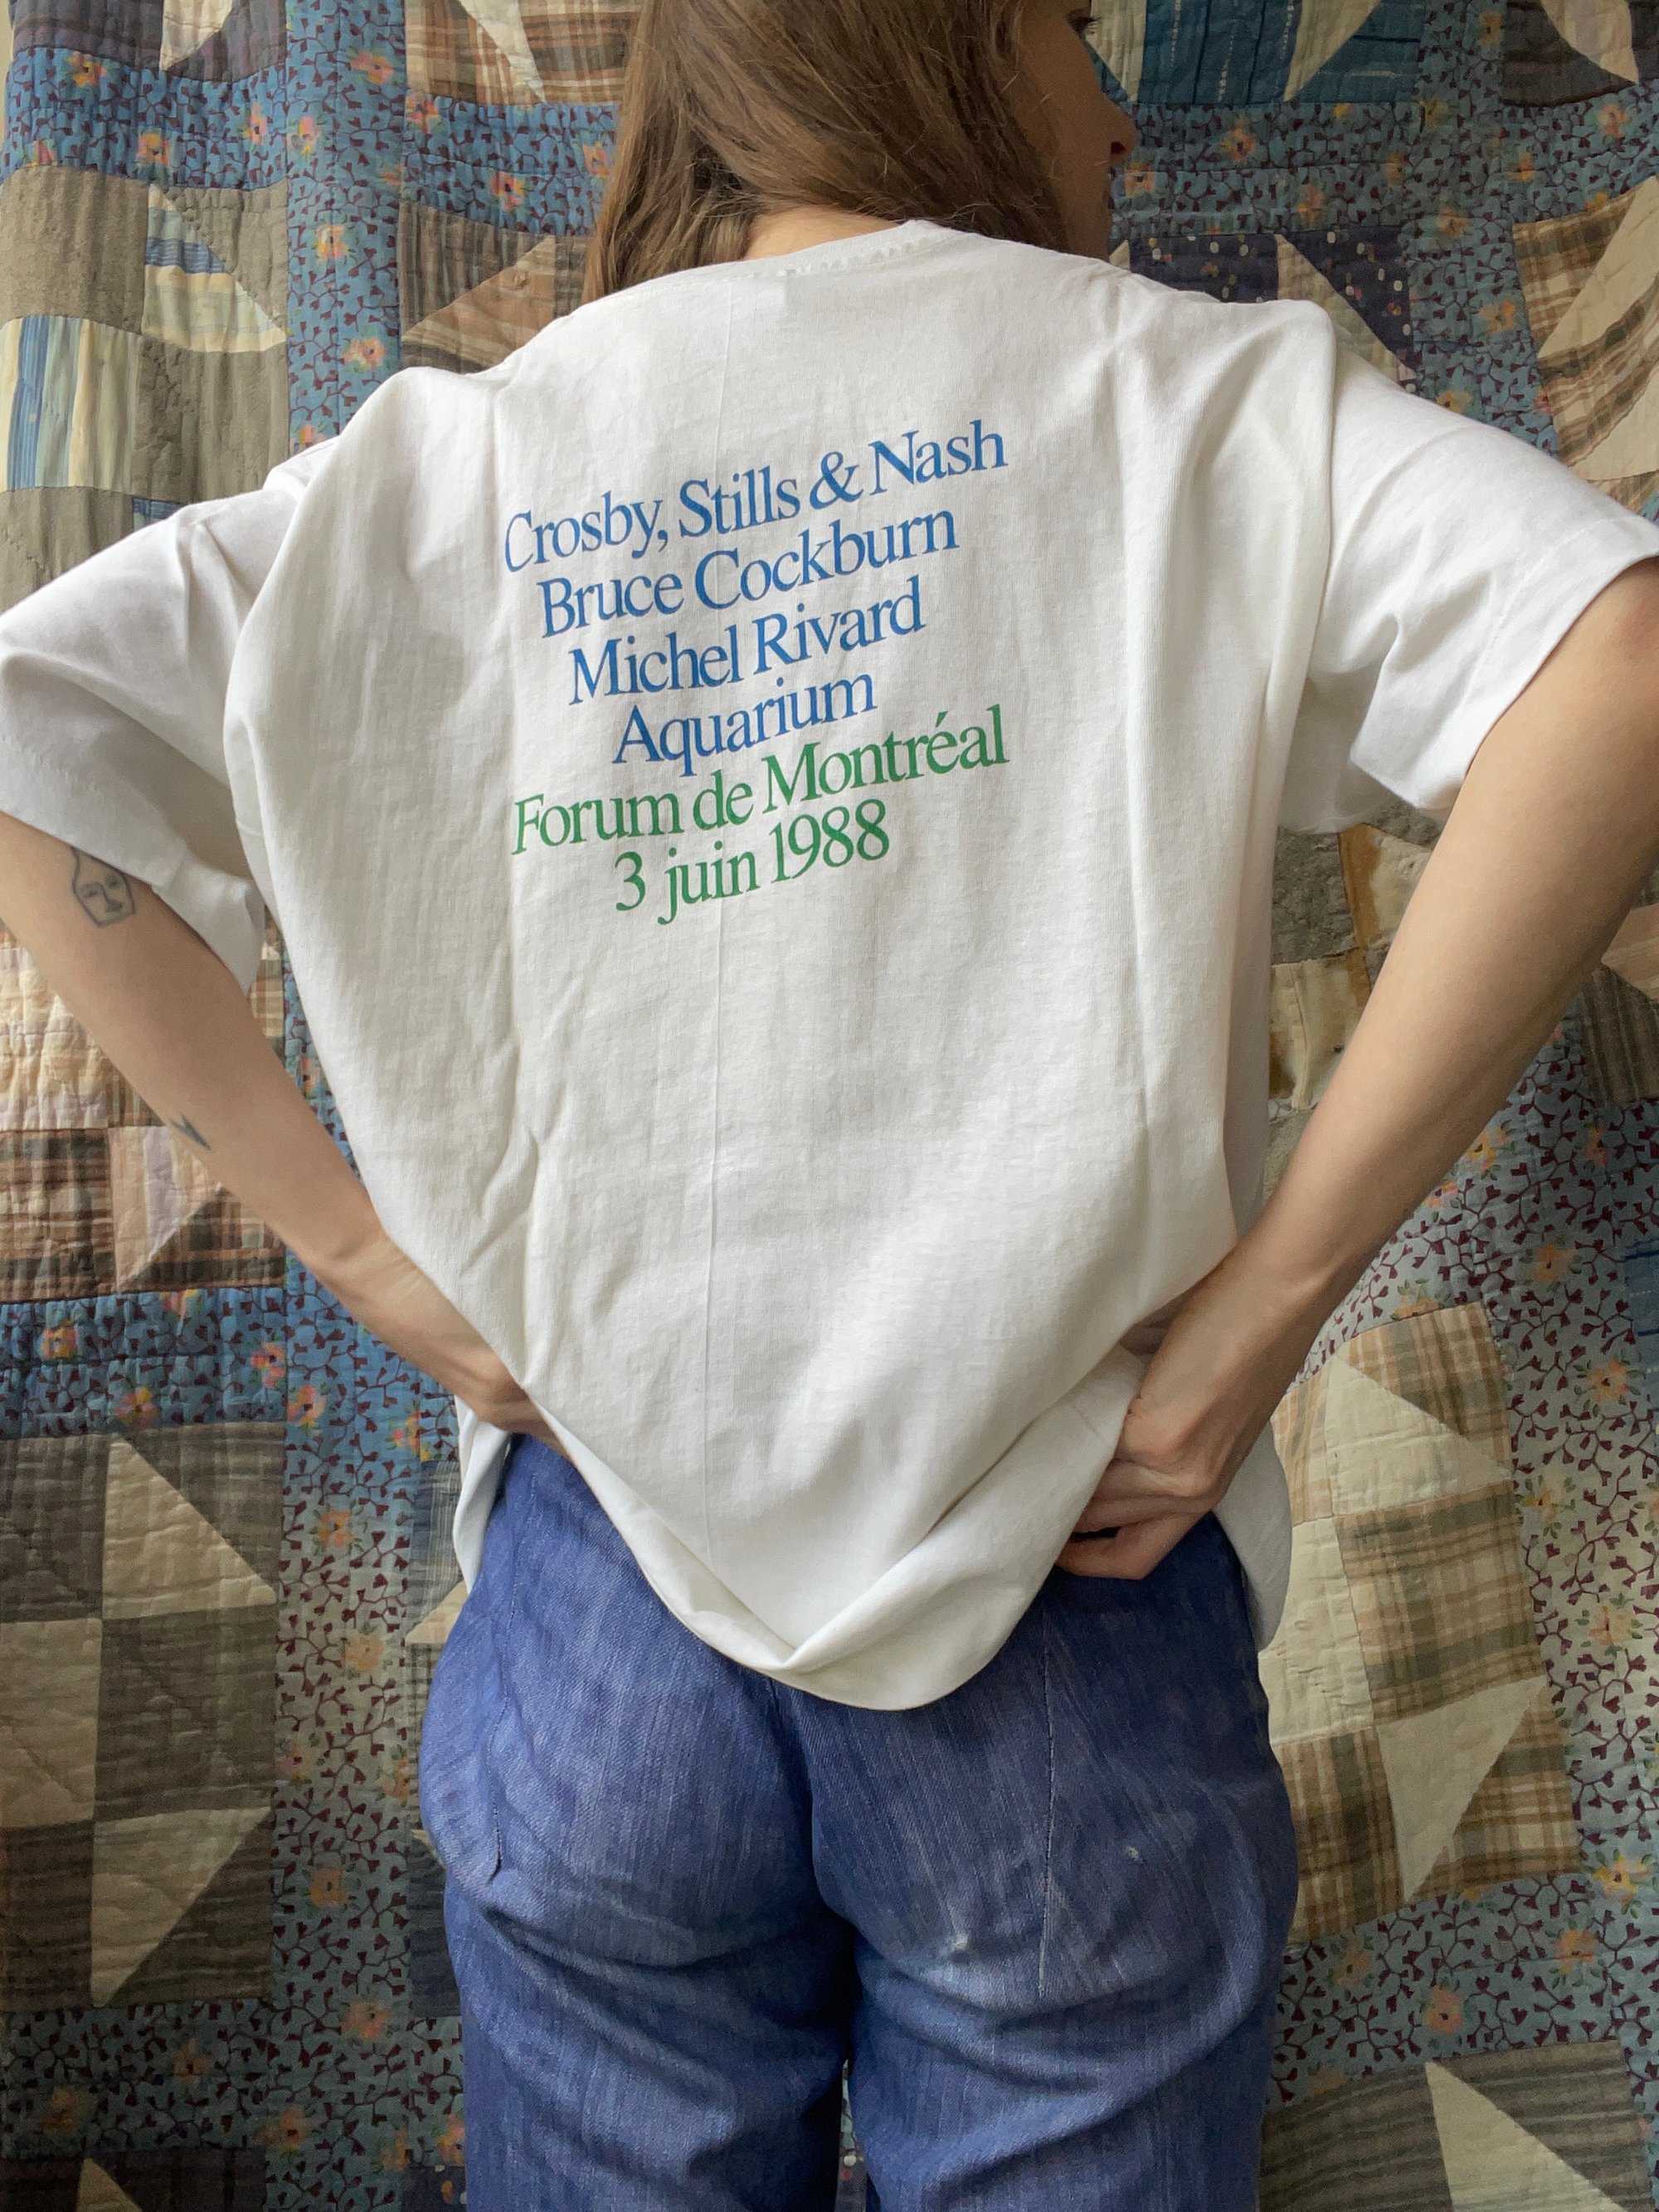 Crosby, Stills & Nash
Bruce Cockburn
Michel Rivard
Aquarium
Forum de Montréal
3 juin 1988